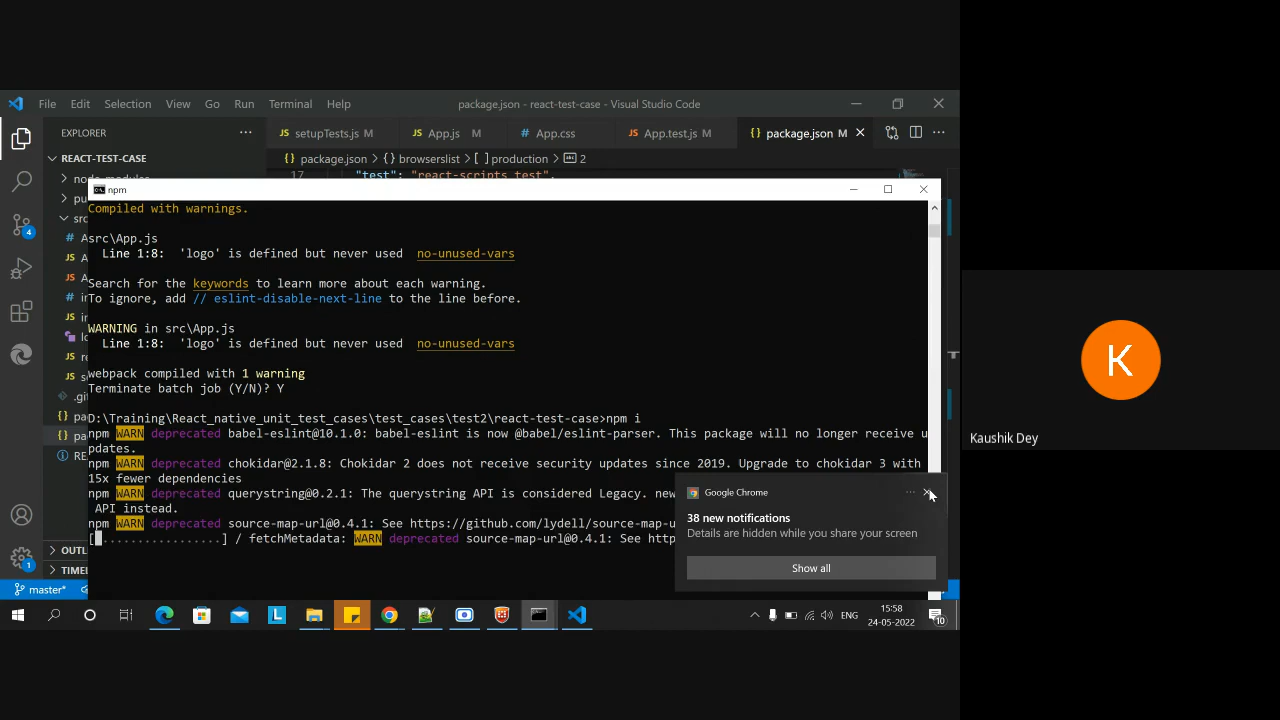 File Edit Selection View Go Run Terminal Help
package.json - react-test-case - Visual Studio Code
EXPLORER
setupTests.js M
App.js M
App.css
App.test.js M
package.json M
REACT-TEST-CASE
package.json > browserslist > [ ] production > 2
node_modules
17 "test": "react-scripts test",
pu
npm
src
Compiled with warnings.
src\App.js
Line 1:8: 'logo' is defined but never used no-unused-vars
Search for the keywords to learn more about each warning.
To ignore, add // eslint-disable-next-line to the line before.
WARNING in src\App.js
Line 1:8: 'logo' is defined but never used no-unused-vars
webpack compiled with 1 warning
Terminate batch job (Y/N)? Y
D:\Training\React_native_unit_test_cases\test_cases\test2\react-test-case>npm i
npm WARN deprecated babel-eslint@10.1.0: babel-eslint is now @babel/eslint-parser. This package will no longer receive u
pdates.
npm WARN deprecated chokidar@2.1.8: Chokidar 2 does not receive security updates since 2019. Upgrade to chokidar 3 with
15x fewer dependencies
npm WARN deprecated querystring@0.2.1: The querystring API is considered Legacy. new
API instead.
npm WARN deprecated source-map-url@0.4.1: See https://github.com/lydell/source-map-u
[ ................] / fetchMetadata: WARN deprecated source-map-url@0.4.1: See http
Google Chrome
38 new notifications
Details are hidden while you share your screen
Show all
OUTL
TIMEL
4
1
master*
ENG
15:58
24-05-2022
10
K
Kaushik Dey